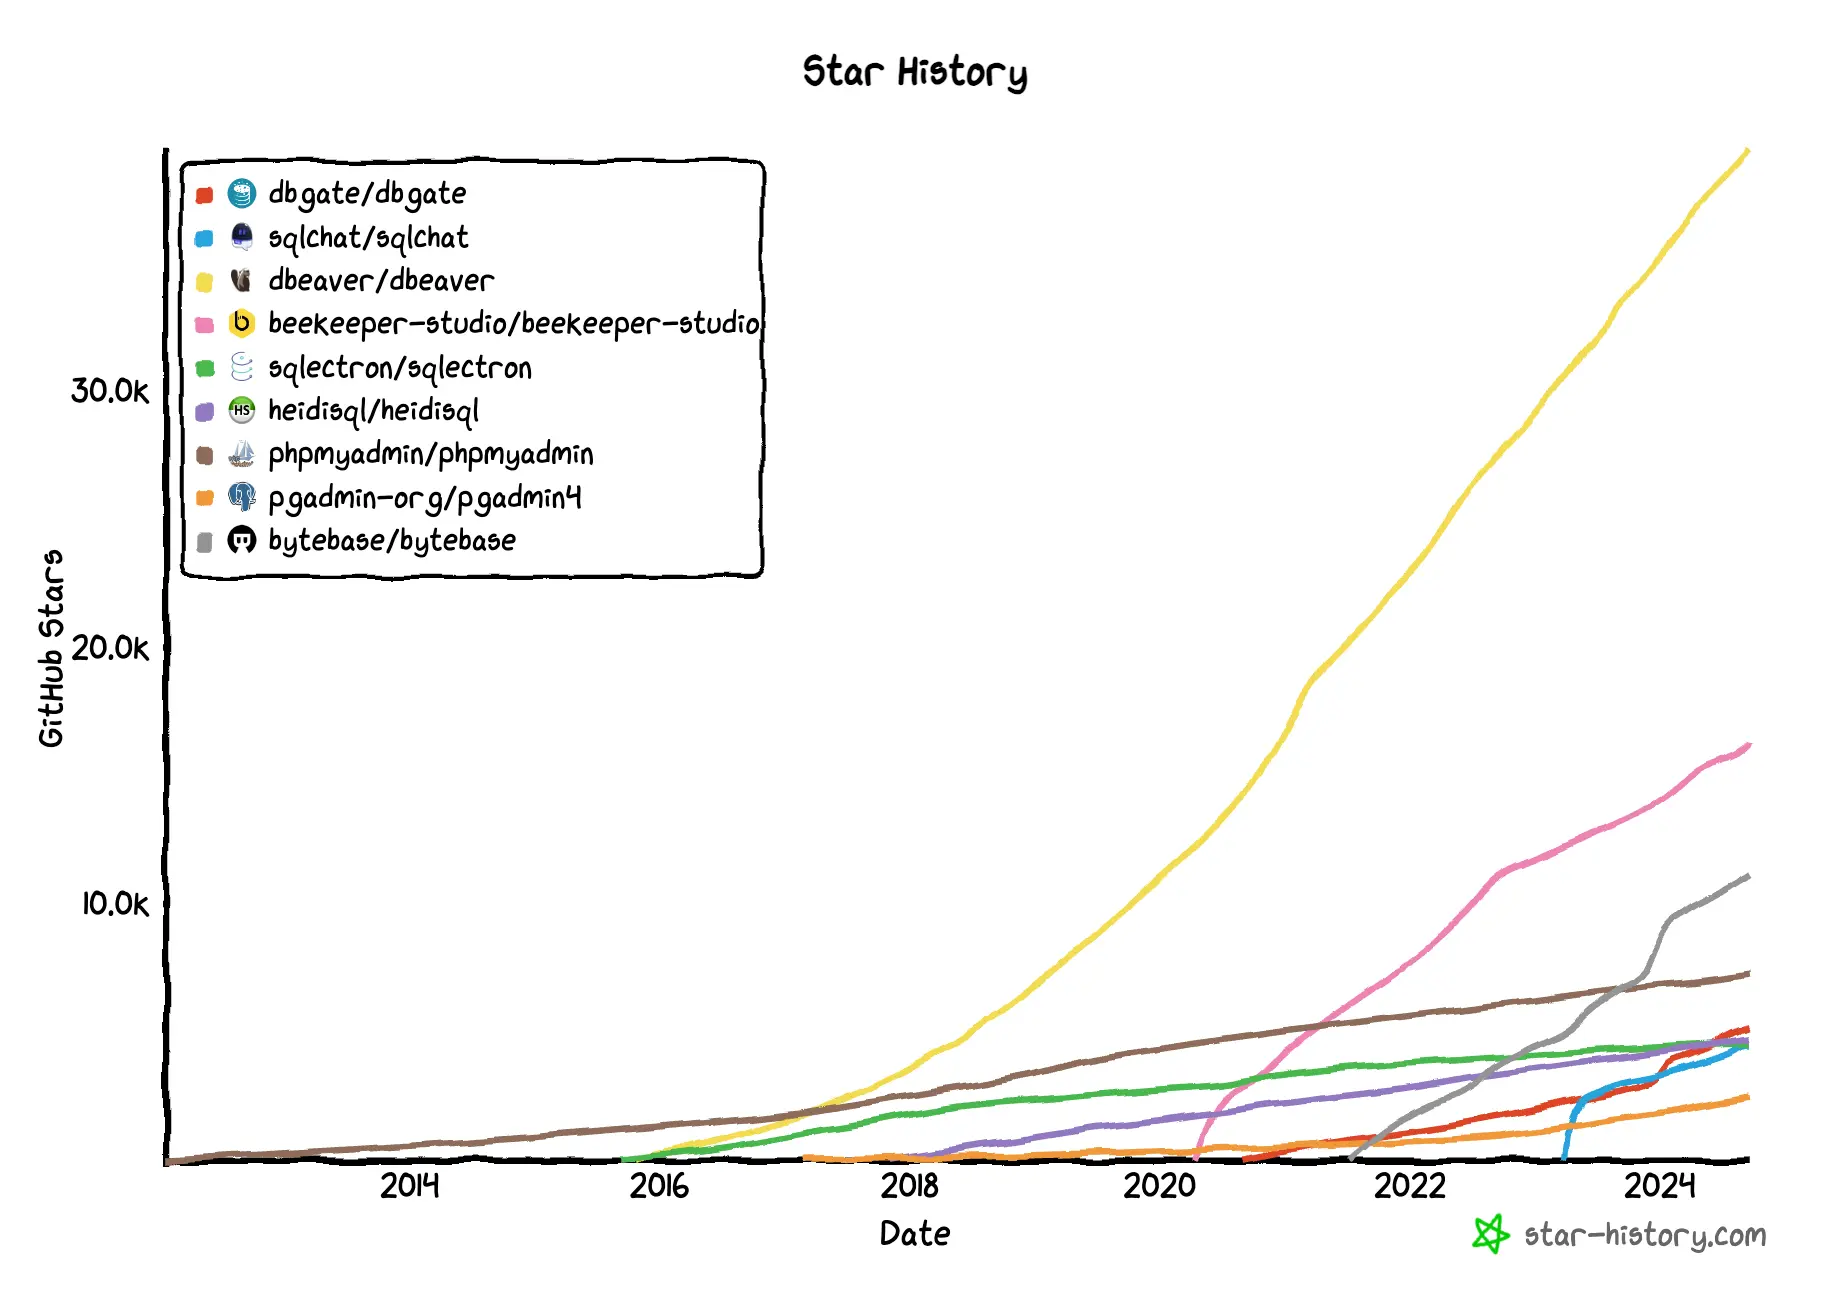 Star History
dbgate/dbgate
sqlchat/sqlchat
dbeaver/dbeaver
beekeeper-studio/beekeeper-studio
sqlectron/sqlectron
HS heidisql/heidisql
phpmyadmin/phpmyadmin
pgadmin-org/pgadmin4
bytebase/bytebase
GitHub Stars
30.0K
20.0K
10.0K
2014 2016 2018 2020 2022 2024
Date
star-history.com